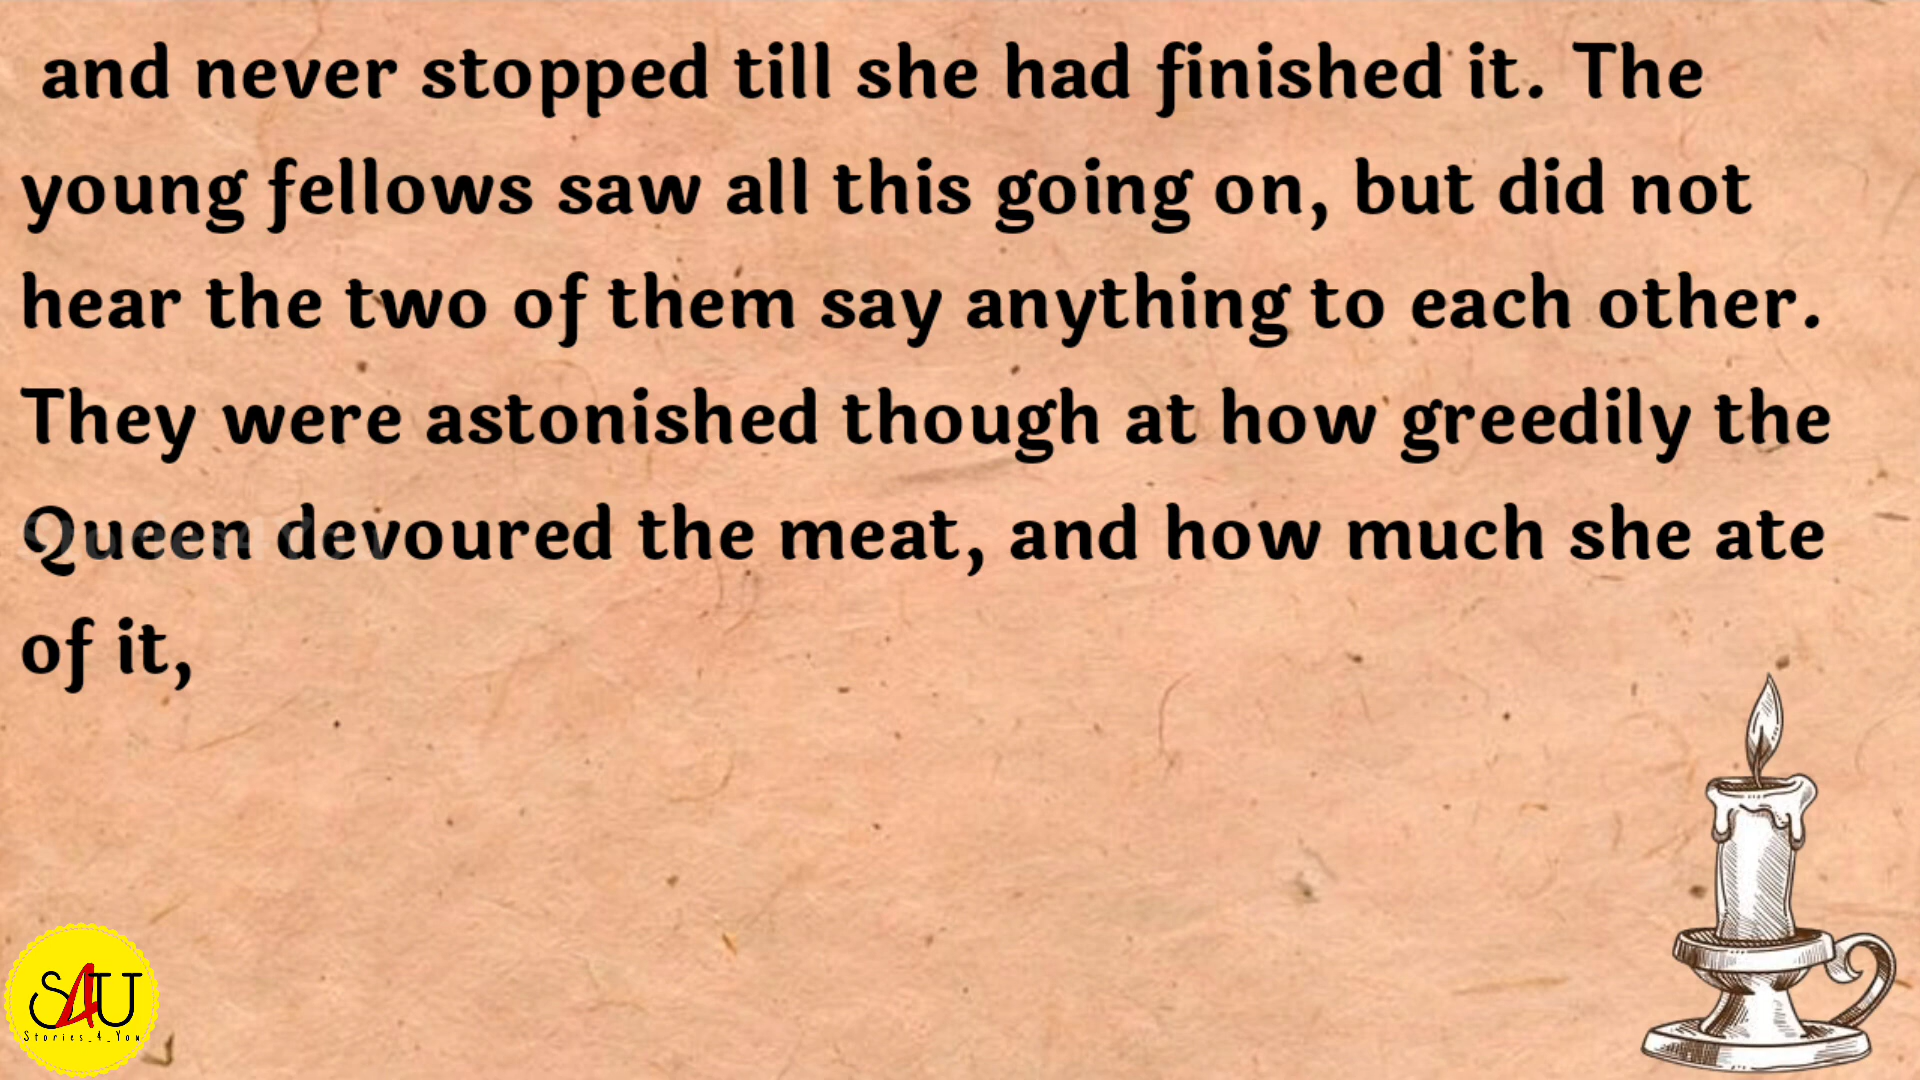 and never stopped till she had finished it. The
young fellows saw all this going on, but did not
hear the two of them say anything to each other.
They were astonished though at how greedily the
Queen devoured the meat, and how much she ate
of it,
S4U
Stories_4_You